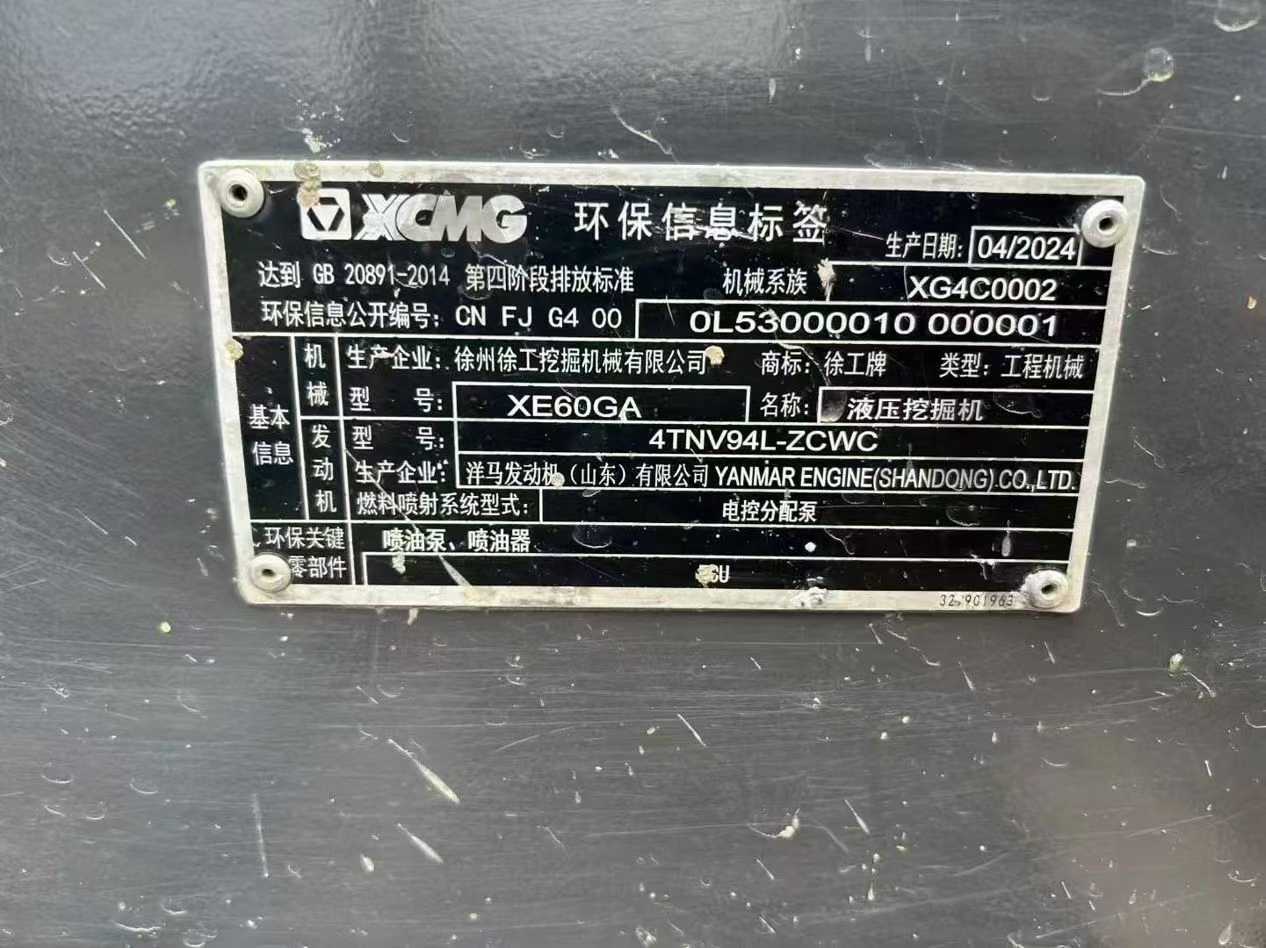 XCMG 环保信息标签 生产日期: 04/2024
达到 GB 20891-2014 第四阶段排放标准 机械系族 XG4C0002
环保信息公开编号: CN FJ G4 00 0L53000010 000001
基本信息 机械 生产企业: 徐州徐工挖掘机械有限公司 商标: 徐工牌 类型: 工程机械
型 号: XE60GA 名称: 液压挖掘机
发动机 型 号: 4TNV94L-ZCWC
生产企业: 洋马发动机(山东)有限公司 YANMAR ENGINE(SHANDONG).CO.,LTD.
燃料喷射系统型式: 电控分配泵
环保关键零部件 喷油泵、喷油器